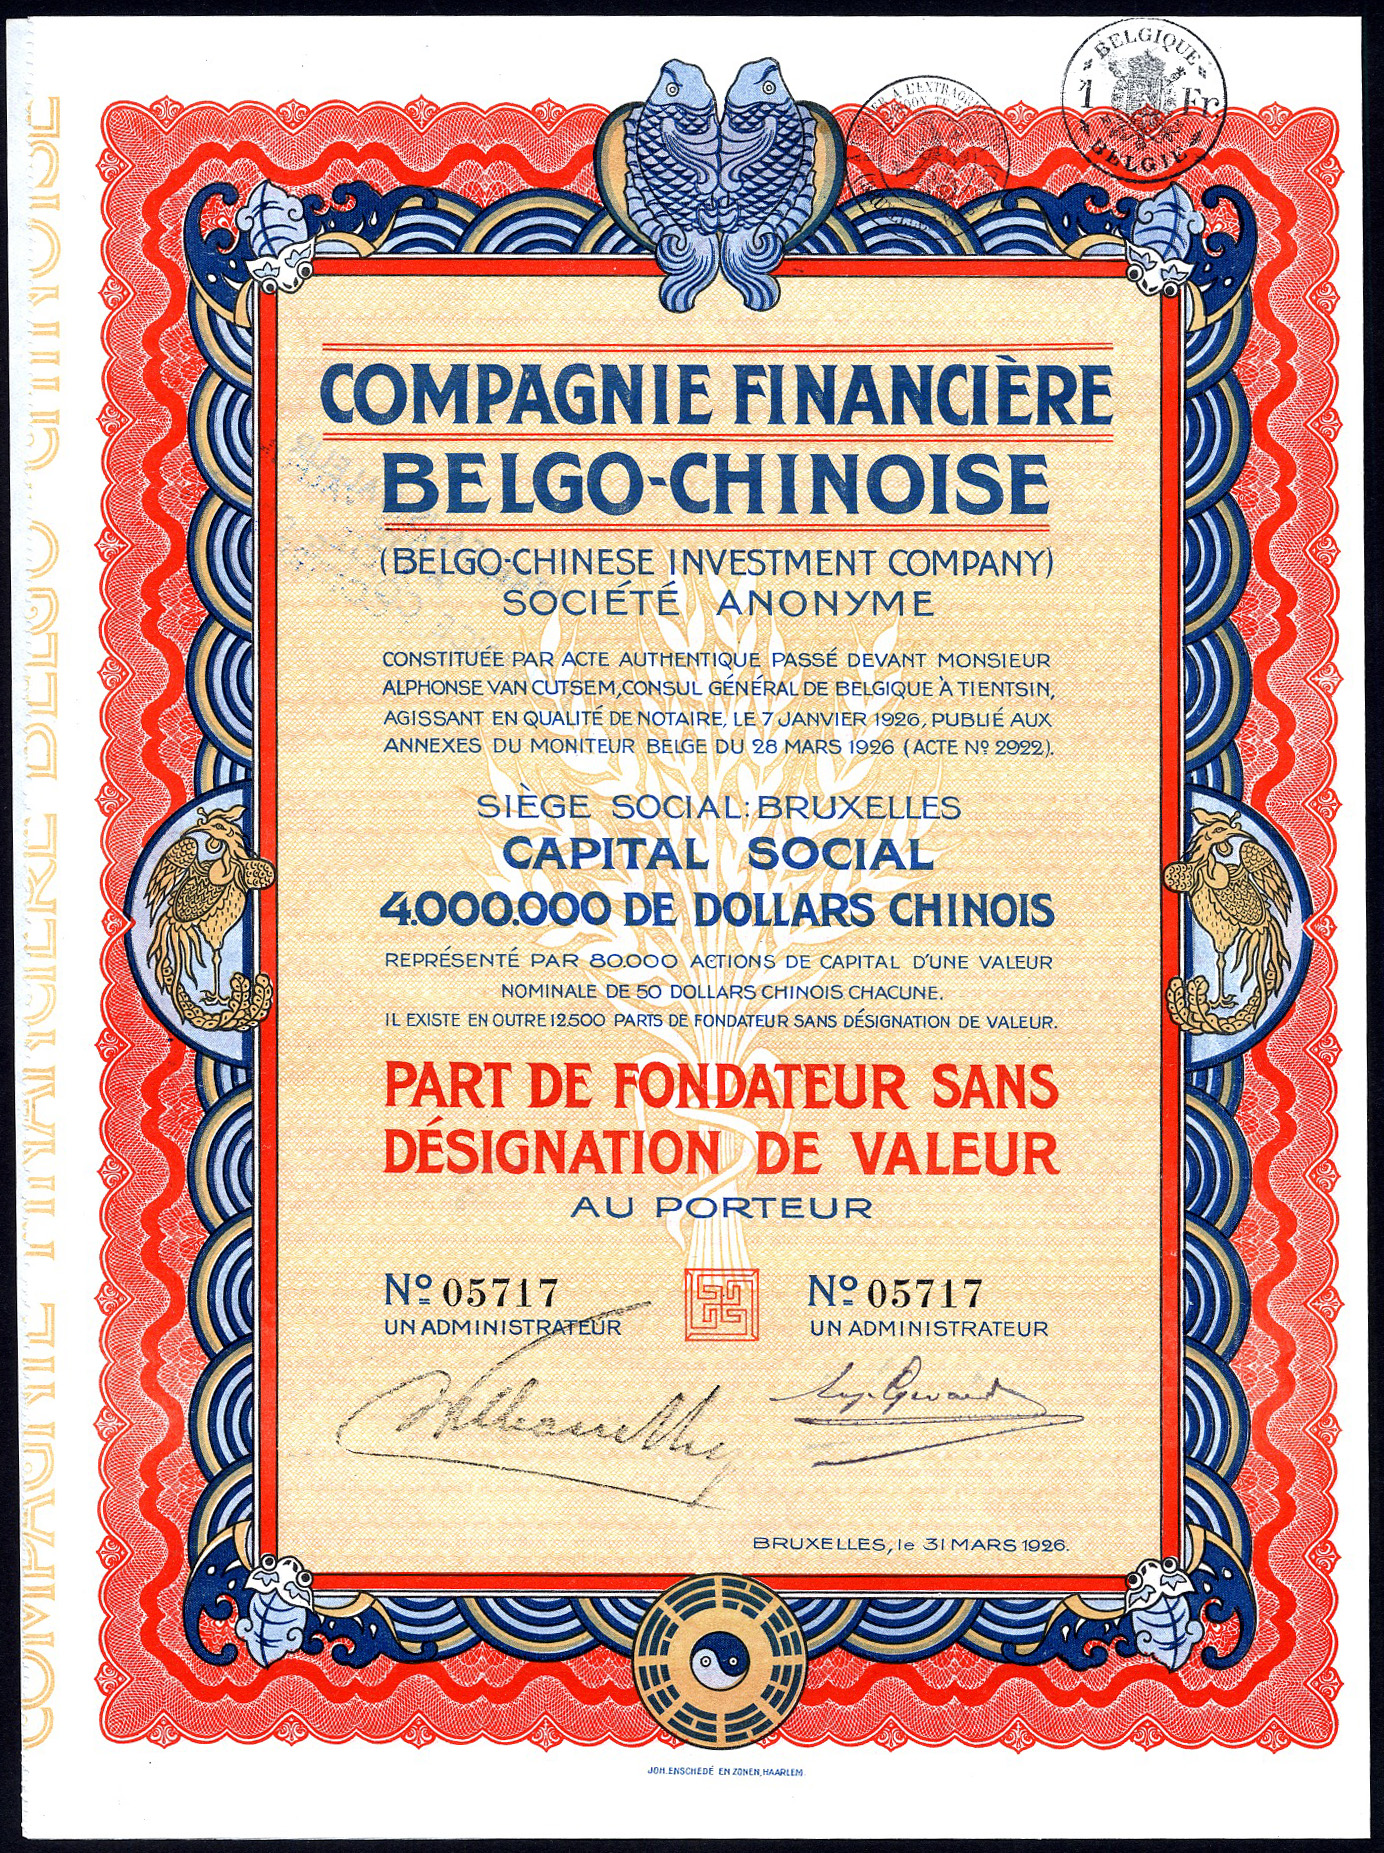 BELGIQUE
1 Fr.
BELGIË
COMPAGNIE FINANCIÈRE
BELGO-CHINOISE
(BELGO-CHINESE INVESTMENT COMPANY)
SOCIÉTÉ ANONYME
CONSTITUÉE PAR ACTE AUTHENTIQUE PASSÉ DEVANT MONSIEUR
ALPHONSE VAN CUTSEM, CONSUL GÉNÉRAL DE BELGIQUE À TIENTSIN,
AGISSANT EN QUALITÉ DE NOTAIRE, LE 7 JANVIER 1926, PUBLIÉ AUX
ANNEXES DU MONITEUR BELGE DU 28 MARS 1926 (ACTE Nº 2922).
SIÈGE SOCIAL: BRUXELLES
CAPITAL SOCIAL
4.000.000 DE DOLLARS CHINOIS
REPRÉSENTÉ PAR 80.000 ACTIONS DE CAPITAL D'UNE VALEUR
NOMINALE DE 50 DOLLARS CHINOIS CHACUNE.
IL EXISTE EN OUTRE 12.500 PARTS DE FONDATEUR SANS DÉSIGNATION DE VALEUR.
PART DE FONDATEUR SANS
DÉSIGNATION DE VALEUR
AU PORTEUR
Nº 05717 Nº 05717
UN ADMINISTRATEUR UN ADMINISTRATEUR
BRUXELLES, le 31 MARS 1926.
JOH. ENSCHEDÉ EN ZONEN, HAARLEM
COMPAGNIE FINANCIÈRE BELGO-CHINOISE